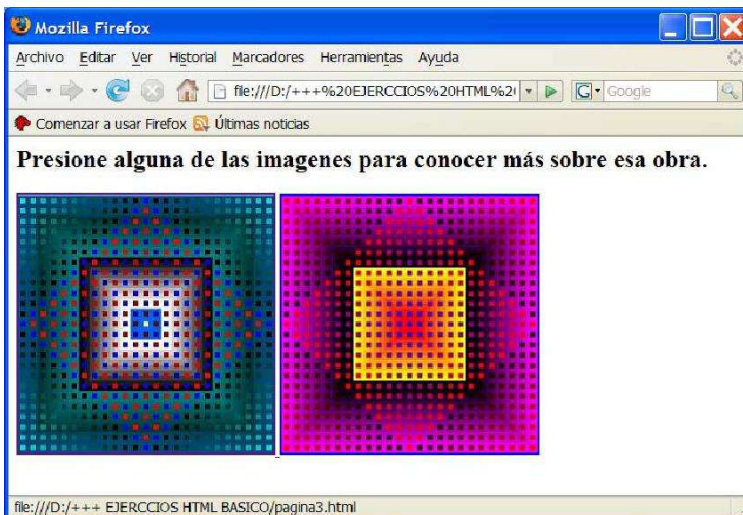 Mozilla Firefox
Archivo Editar Ver Historial Marcadores Herramientas Ayuda
file:///D:/+++%20EJERCCIOS%20HTML%2 G Google
Comenzar a usar Firefox Últimas noticias
Presione alguna de las imagenes para conocer más sobre esa obra.
file:///D:/+++ EJERCCIOS HTML BASICO/pagina3.html